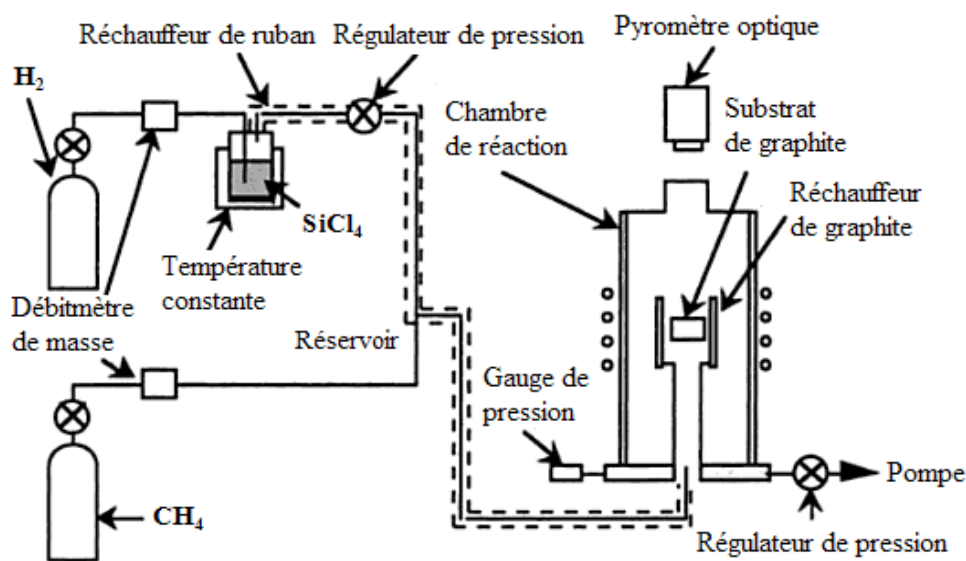 Réchauffeur de ruban
Régulateur de pression
Pyromètre optique
H₂
Chambre
de réaction
Substrat
de graphite
Réchauffeur
de graphite
SiCl₄
Température
constante
Débitmètre
de masse
Réservoir
Gauge de
pression
CH₄
Pompe
Régulateur de pression